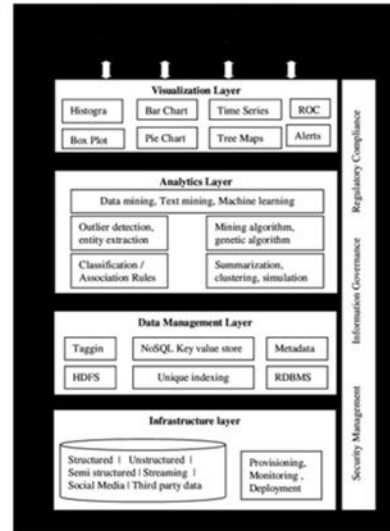 Visualization Layer
Histogra
Bar Chart
Time Series
ROC
Box Plot
Pie Chart
Tree Maps
Alerts
Analytics Layer
Data mining, Text mining, Machine learning
Outlier detection,
entity extraction
Mining algorithm,
genetic algorithm
Classification /
Association Rules
Summarization,
clustering, simulation
Data Management Layer
Taggin
NoSQL Key value store
Metadata
HDFS
Unique indexing
RDBMS
Infrastructure layer
Structured | Unstructured |
Semi structured | Streaming |
Social Media | Third party data
Provisioning,
Monitoring ,
Deployment
Regulatory Compliance
Information Governance
Security Management